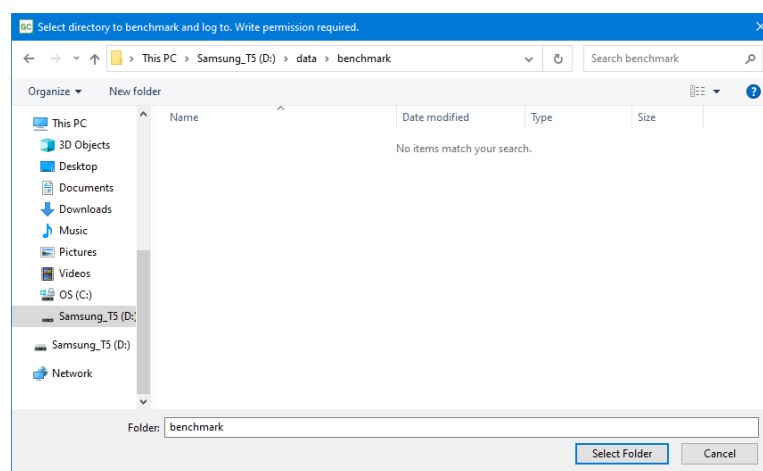 GC Select directory to benchmark and log to. Write permission required.
This PC > Samsung_T5 (D:) > data > benchmark
Search benchmark
Organize New folder
Name Date modified Type Size
No items match your search.
This PC
3D Objects
Desktop
Documents
Downloads
Music
Pictures
Videos
OS (C:)
Samsung_T5 (D:)
Samsung_T5 (D:)
Network
Folder: benchmark
Select Folder Cancel